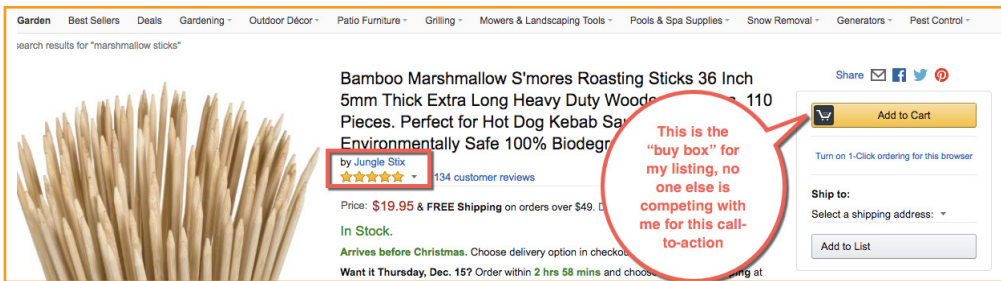 Garden Best Sellers Deals Gardening Outdoor Décor Patio Furniture Grilling Mowers & Landscaping Tools Pools & Spa Supplies Snow Removal Generators Pest Control
search results for "marshmallow sticks"
Share
Bamboo Marshmallow S'mores Roasting Sticks 36 Inch
5mm Thick Extra Long Heavy Duty 110
Pieces. Perfect for Hot Dog Kebab
Environmentally Safe 100%
by Jungle Stix
134 customer reviews
Price: $19.95 & FREE Shipping on orders over $49.
In Stock.
Arrives before Christmas. Choose delivery option in
Want it Thursday, Dec. 15? Order within 2 hrs 58 mins and at
This is the
“buy box” for
my listing, no
one else is
competing with
me for this call-
to-action
Add to Cart
Turn on 1-Click ordering for this browser
Ship to:
Select a shipping address:
Add to List